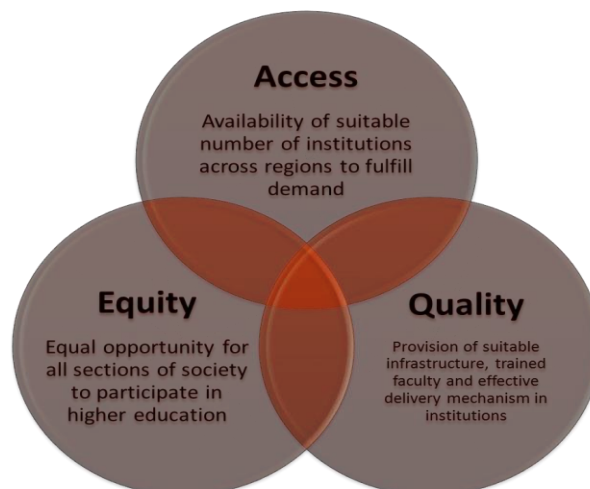 Access
Availability of suitable
number of institutions
across regions to fulfill
demand
Equity
Equal opportunity for
all sections of society
to participate in
higher education
Quality
Provision of suitable
infrastructure, trained
faculty and effective
delivery mechanism in
institutions